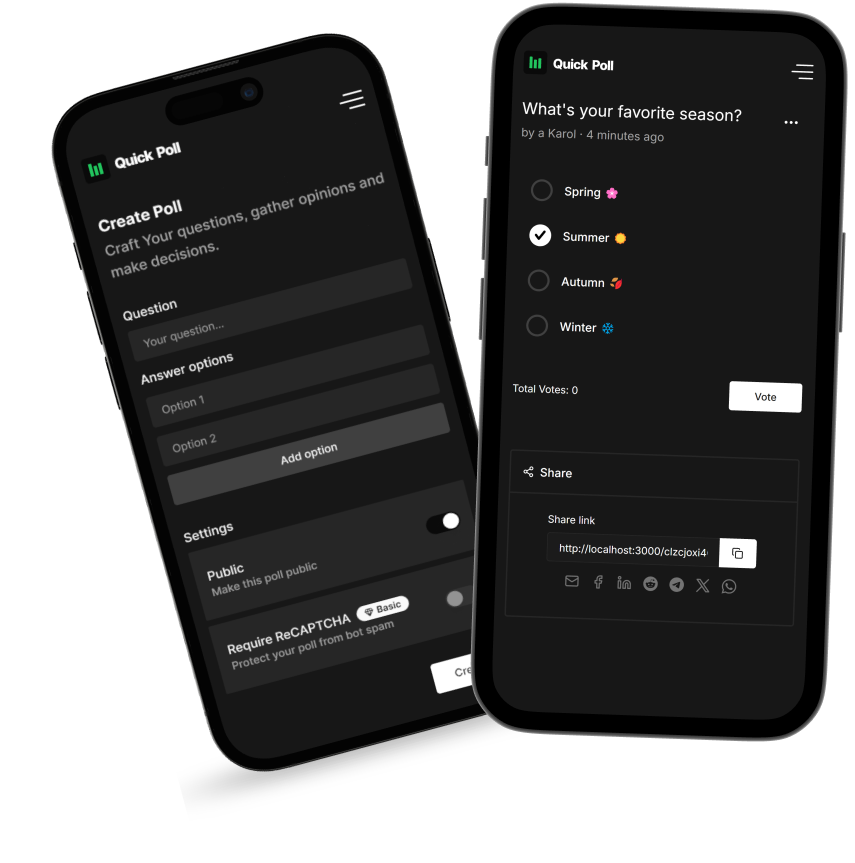 Quick Poll
Create Poll
Craft Your questions, gather opinions and
make decisions.
Question
Your question...
Answer options
Option 1
Option 2
Add option
Settings
Public
Make this poll public
Require ReCAPTCHA Basic
Protect your poll from bot spam
Quick Poll
What's your favorite season?
by a Karol · 4 minutes ago
Spring 🌸
Summer 🌞
Autumn 🍂
Winter ❄️
Total Votes: 0
Vote
Share
Share link
http://localhost:3000/clzcjoxi4